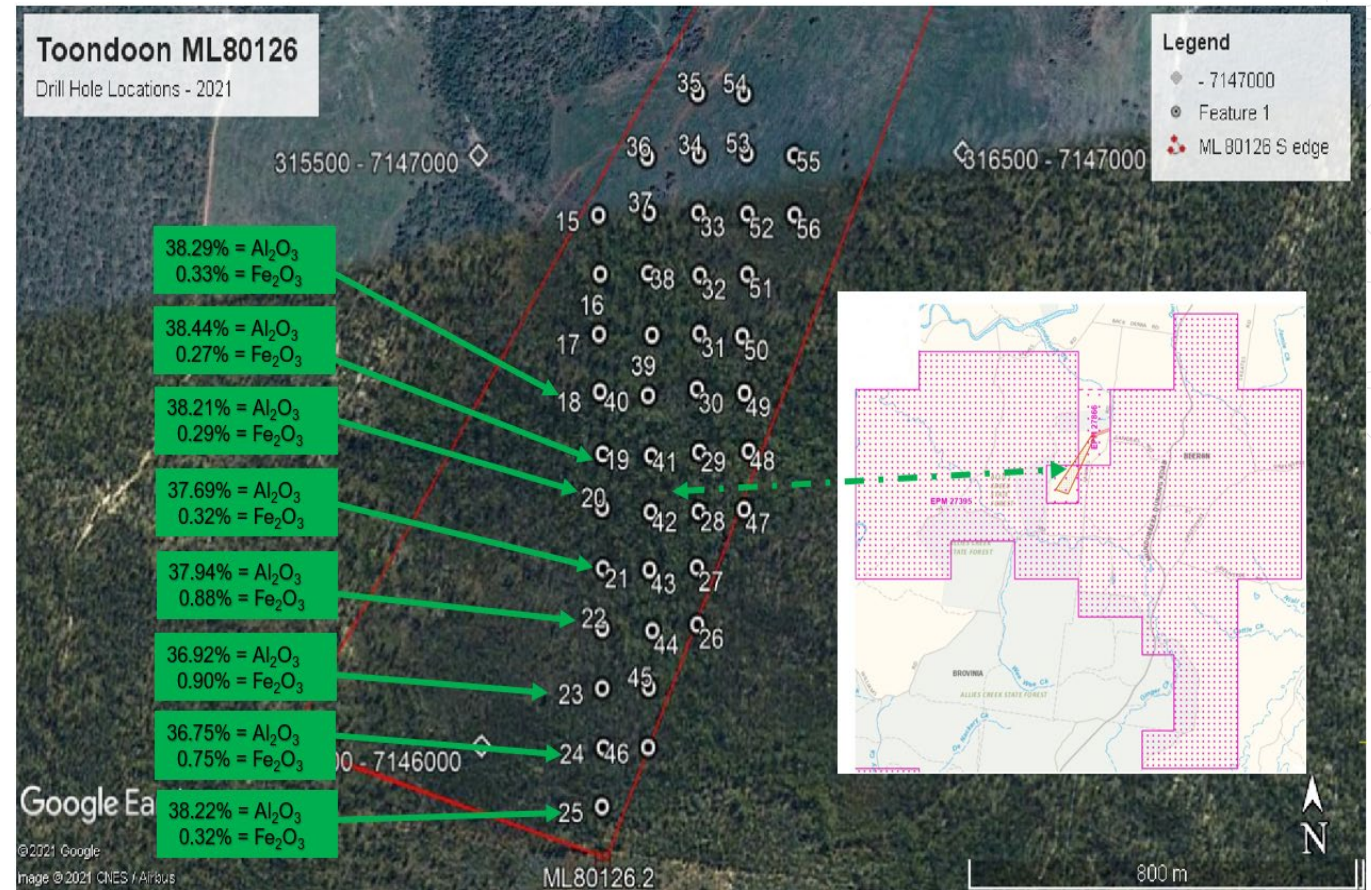 Toondoon ML80126
Drill Hole Locations - 2021
Legend
- 7147000
Feature 1
ML 80126 S edge
35 54
36 34 53 55
315500 - 7147000
316500 - 7147000
15 37 33 52 56
16 38 32 51
17 39 31 50
18 40 30 49
19 41 29 48
20 42 28 47
21 43 27
22 44 26
23 45
24 46
25
38.29% = Al₂O₃
0.33% = Fe₂O₃
38.44% = Al₂O₃
0.27% = Fe₂O₃
38.21% = Al₂O₃
0.29% = Fe₂O₃
37.69% = Al₂O₃
0.32% = Fe₂O₃
37.94% = Al₂O₃
0.88% = Fe₂O₃
36.92% = Al₂O₃
0.90% = Fe₂O₃
36.75% = Al₂O₃
0.75% = Fe₂O₃
38.22% = Al₂O₃
0.32% = Fe₂O₃
00 - 7146000
ML80126.2
Google Ea
©2021 Google
Image © 2021 CNES / Airbus
EPM 27866
EPM 27395
BEERON
BROVINIA
ALLIES CREEK STATE FOREST
N
800 m